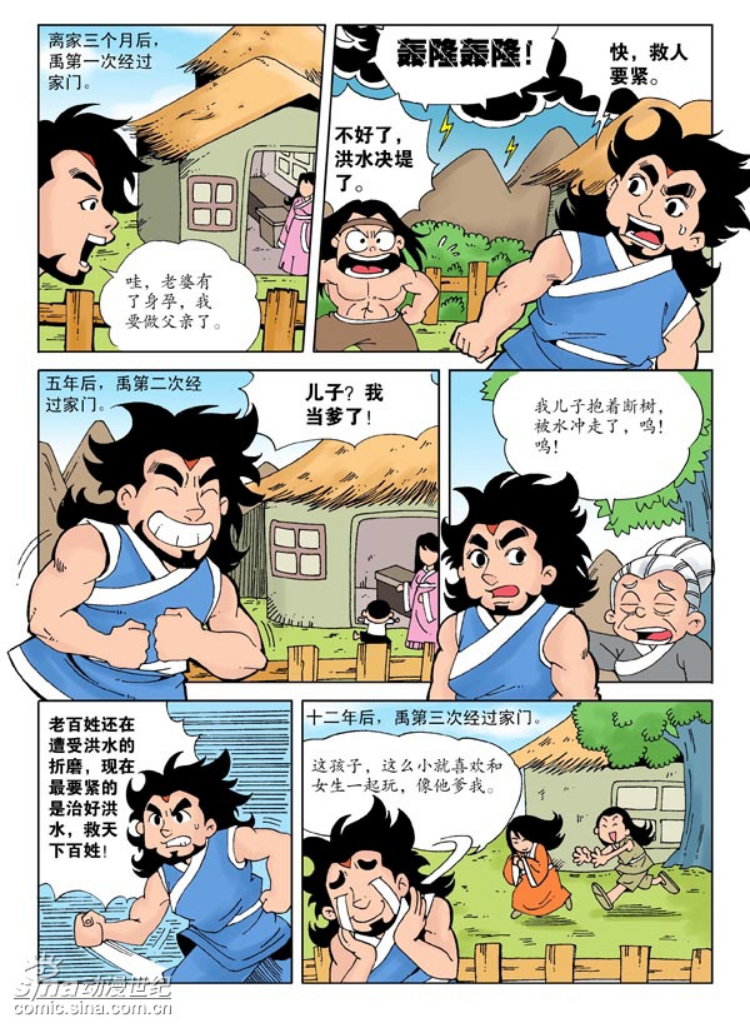 离家三个月后，
禹第一次经过
家门。
哇，老婆有
了身孕，我
要做父亲了。
轰隆轰隆！
不好了，
洪水决堤
了。
快，救人
要紧。
五年后，禹第二次经
过家门。
儿子？我
当爹了！
我儿子抱着断树，
被水冲走了，呜！
呜！
老百姓还在
遭受洪水的
折磨，现在
最要紧的
是治好洪
水，救天
下百姓！
十二年后，禹第三次经过家门。
这孩子，这么小就喜欢和
女生一起玩，像他爹我。
sina动漫世纪
comic.sina.com.cn